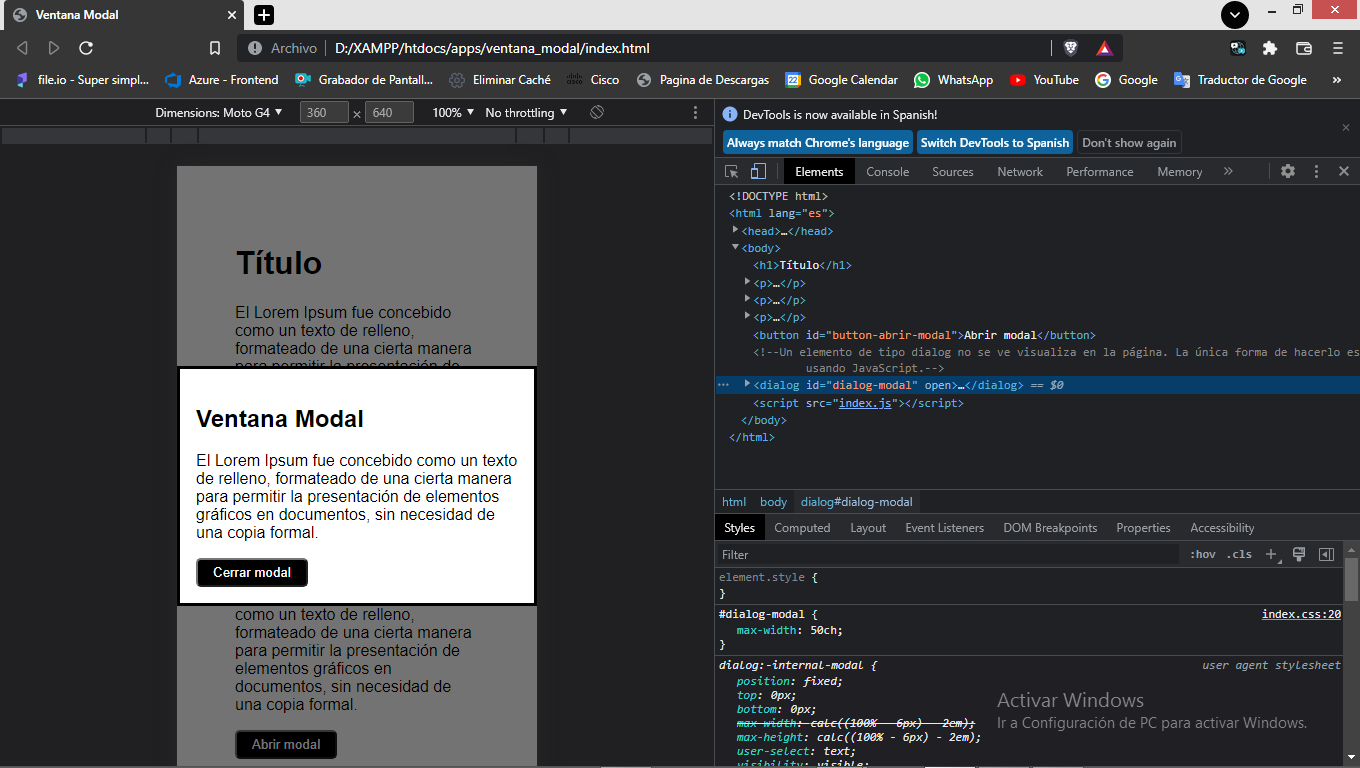 Ventana Modal
Archivo
D:/XAMPP/htdocs/apps/ventana_modal/index.html
file.io - Super simpl...
Azure - Frontend
Grabador de Pantall...
Eliminar Caché
Cisco
Pagina de Descargas
Google Calendar
WhatsApp
YouTube
Google
Traductor de Google
»
Dimensions: Moto G4 ▼
360 × 640
100% ▼
No throttling ▼
Título
El Lorem Ipsum fue concebido
como un texto de relleno,
formateado de una cierta manera
para permitir la presentación de
Ventana Modal
El Lorem Ipsum fue concebido como un texto
de relleno, formateado de una cierta manera
para permitir la presentación de elementos
gráficos en documentos, sin necesidad de
una copia formal.
Cerrar modal
como un texto de relleno,
formateado de una cierta manera
para permitir la presentación de
elementos gráficos en
documentos, sin necesidad de
una copia formal.
Abrir modal
DevTools is now available in Spanish!
Always match Chrome's language
Switch DevTools to Spanish
Don't show again
Elements
Console
Sources
Network
Performance
Memory
»
<!DOCTYPE html>
<html lang="es">
<head>…</head>
<body>
<h1>Título</h1>
<p>…</p>
<p>…</p>
<p>…</p>
<button id="button-abrir-modal">Abrir modal</button>
<!--Un elemento de tipo dialog no se ve visualiza en la página. La única forma de hacerlo es
usando JavaScript.-->
<dialog id="dialog-modal" open>…</dialog> == $0
<script src="index.js"></script>
</body>
</html>
html
body
dialog#dialog-modal
Styles
Computed
Layout
Event Listeners
DOM Breakpoints
Properties
Accessibility
Filter
:hov
.cls
element.style {
}
#dialog-modal {
index.css:20
max-width: 50ch;
}
dialog:-internal-modal {
user agent stylesheet
position: fixed;
top: 0px;
bottom: 0px;
max-width: calc((100% - 6px) - 2em);
max-height: calc((100% - 6px) - 2em);
user-select: text;
visibility: visible;
Activar Windows
Ir a Configuración de PC para activar Windows.